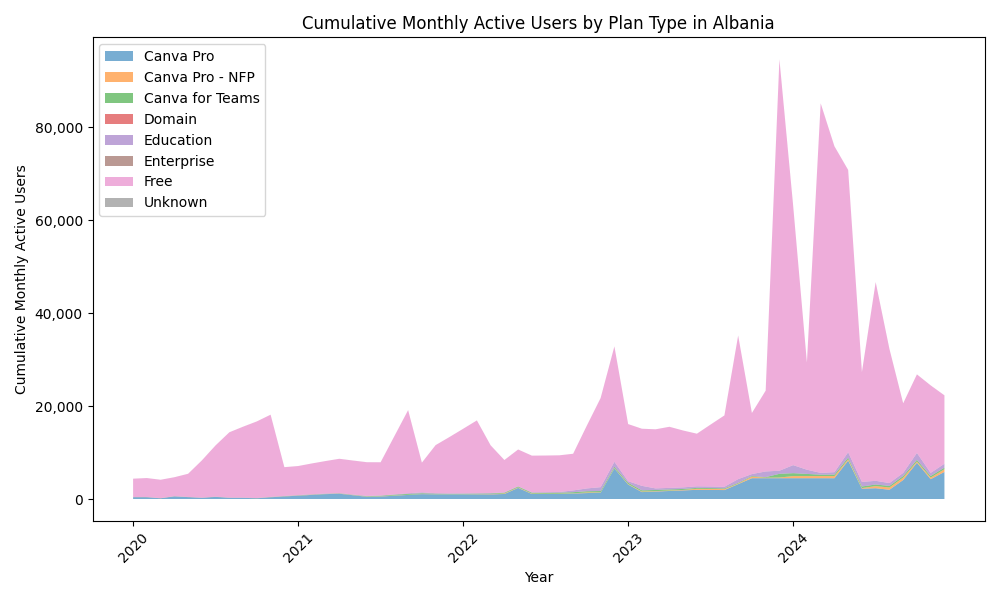 Cumulative Monthly Active Users by Plan Type in Albania
Canva Pro
Canva Pro - NFP
Canva for Teams
Domain
Education
Enterprise
Free
Unknown
Cumulative Monthly Active Users
80,000
60,000
40,000
20,000
0
2020
2021
2022
2023
2024
Year